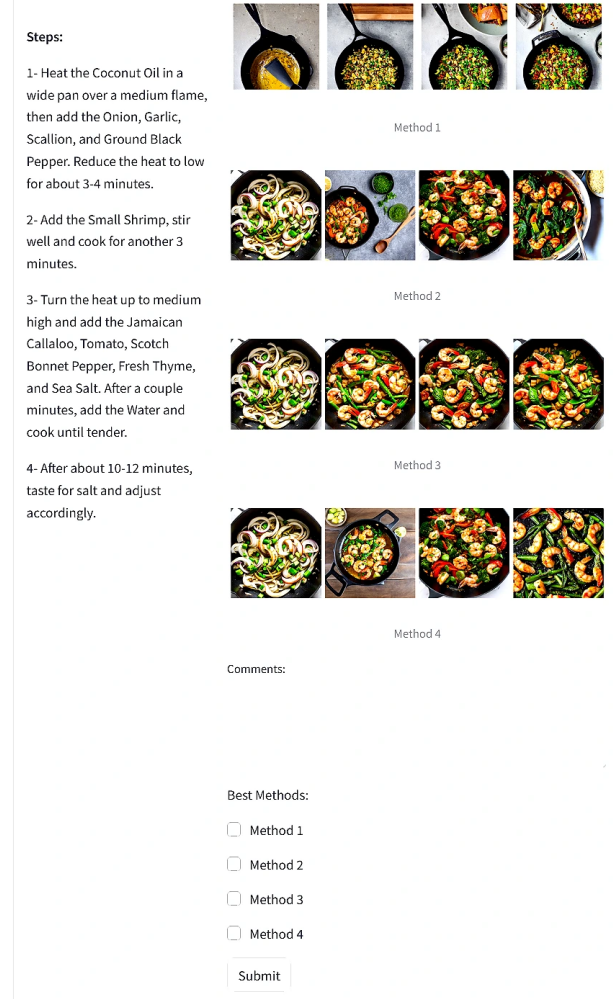 Steps:
1- Heat the Coconut Oil in a
wide pan over a medium flame,
then add the Onion, Garlic,
Scallion, and Ground Black
Pepper. Reduce the heat to low
for about 3-4 minutes.
2- Add the Small Shrimp, stir
well and cook for another 3
minutes.
3- Turn the heat up to medium
high and add the Jamaican
Callaloo, Tomato, Scotch
Bonnet Pepper, Fresh Thyme,
and Sea Salt. After a couple
minutes, add the Water and
cook until tender.
4- After about 10-12 minutes,
taste for salt and adjust
accordingly.
Method 1
Method 2
Method 3
Method 4
Comments:
Best Methods:
Method 1
Method 2
Method 3
Method 4
Submit